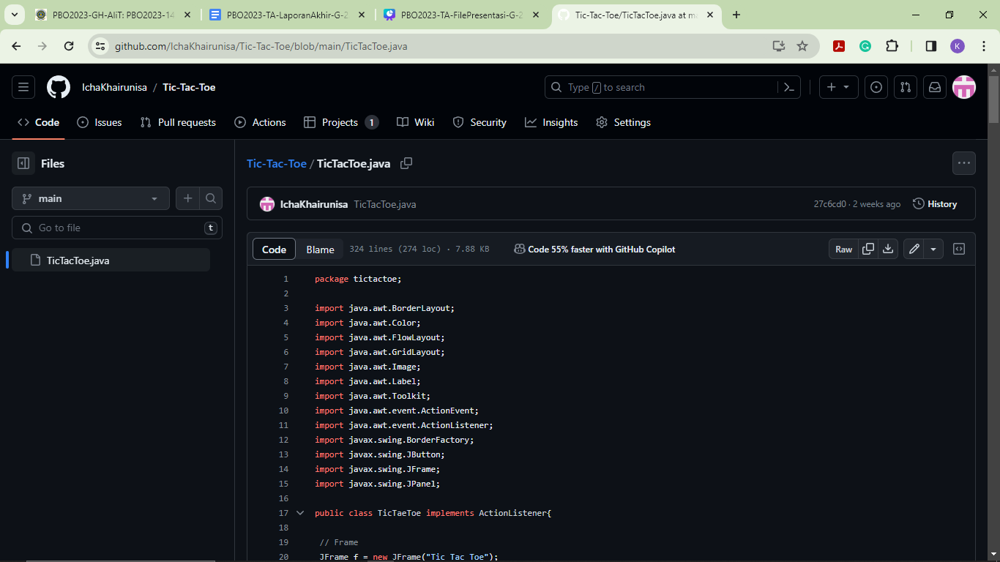 PBO2023-GH-AliT: PBO2023-14
PBO2023-TA-LaporanAkhir-G-2
PBO2023-TA-FilePresentasi-G-2
Tic-Tac-Toe/TicTacToe.java at ma
github.com/IchaKhairunisa/Tic-Tac-Toe/blob/main/TicTacToe.java
K
IchaKhairunisa / Tic-Tac-Toe
Type / to search
Code
Issues
Pull requests
Actions
Projects 1
Wiki
Security
Insights
Settings
Files
main
Go to file
t
TicTacToe.java
Tic-Tac-Toe / TicTacToe.java
IchaKhairunisa TicTacToe.java
27c6cd0 · 2 weeks ago
History
Code
Blame
324 lines (274 loc) · 7.88 KB
Code 55% faster with GitHub Copilot
Raw
1 package tictactoe;
2
3 import java.awt.BorderLayout;
4 import java.awt.Color;
5 import java.awt.FlowLayout;
6 import java.awt.GridLayout;
7 import java.awt.Image;
8 import java.awt.Label;
9 import java.awt.Toolkit;
10 import java.awt.event.ActionEvent;
11 import java.awt.event.ActionListener;
12 import javax.swing.BorderFactory;
13 import javax.swing.JButton;
14 import javax.swing.JFrame;
15 import javax.swing.JPanel;
16
17 public class TicTaeToe implements ActionListener{
18
19 // Frame
20 JFrame f = new JFrame("Tic Tac Toe");